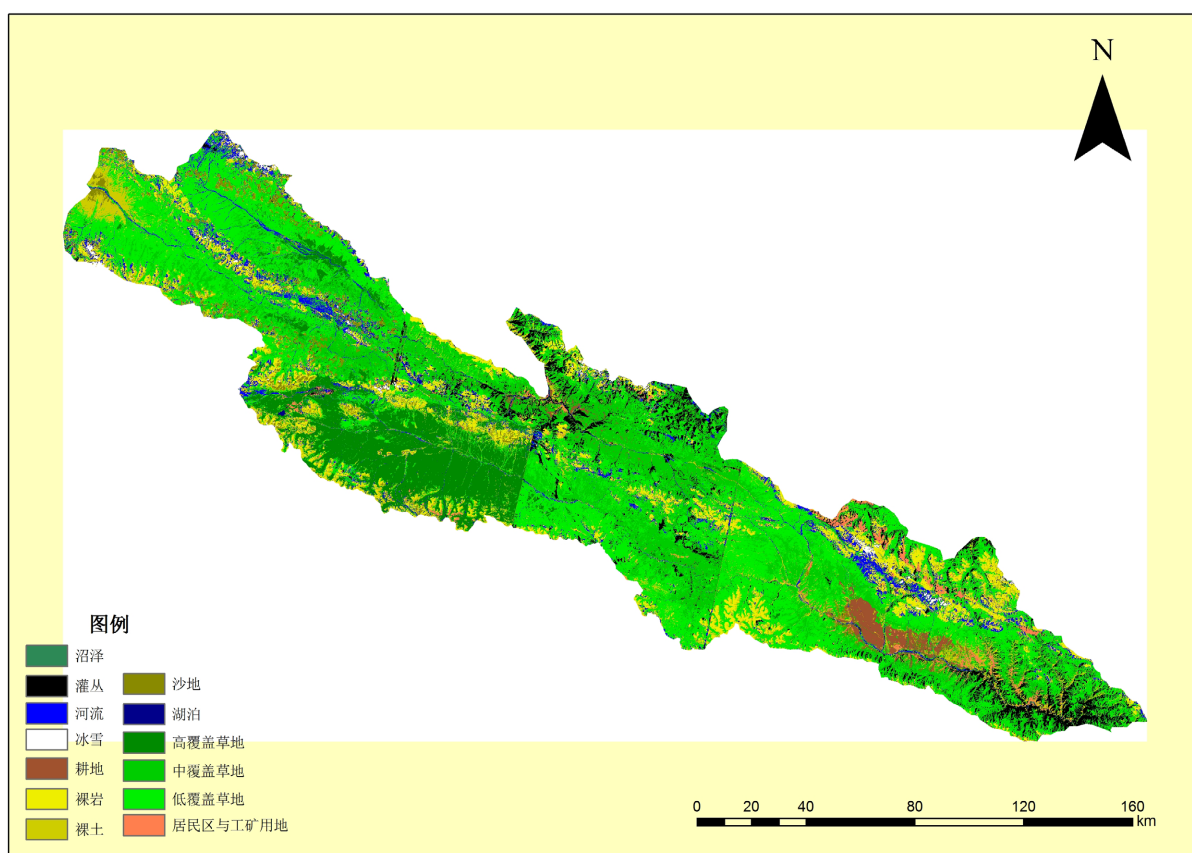 N
图例
沼泽
灌丛
河流
冰雪
耕地
裸岩
裸土
沙地
湖泊
高覆盖草地
中覆盖草地
低覆盖草地
居民区与工矿用地
0 20 40 80 120 160
km